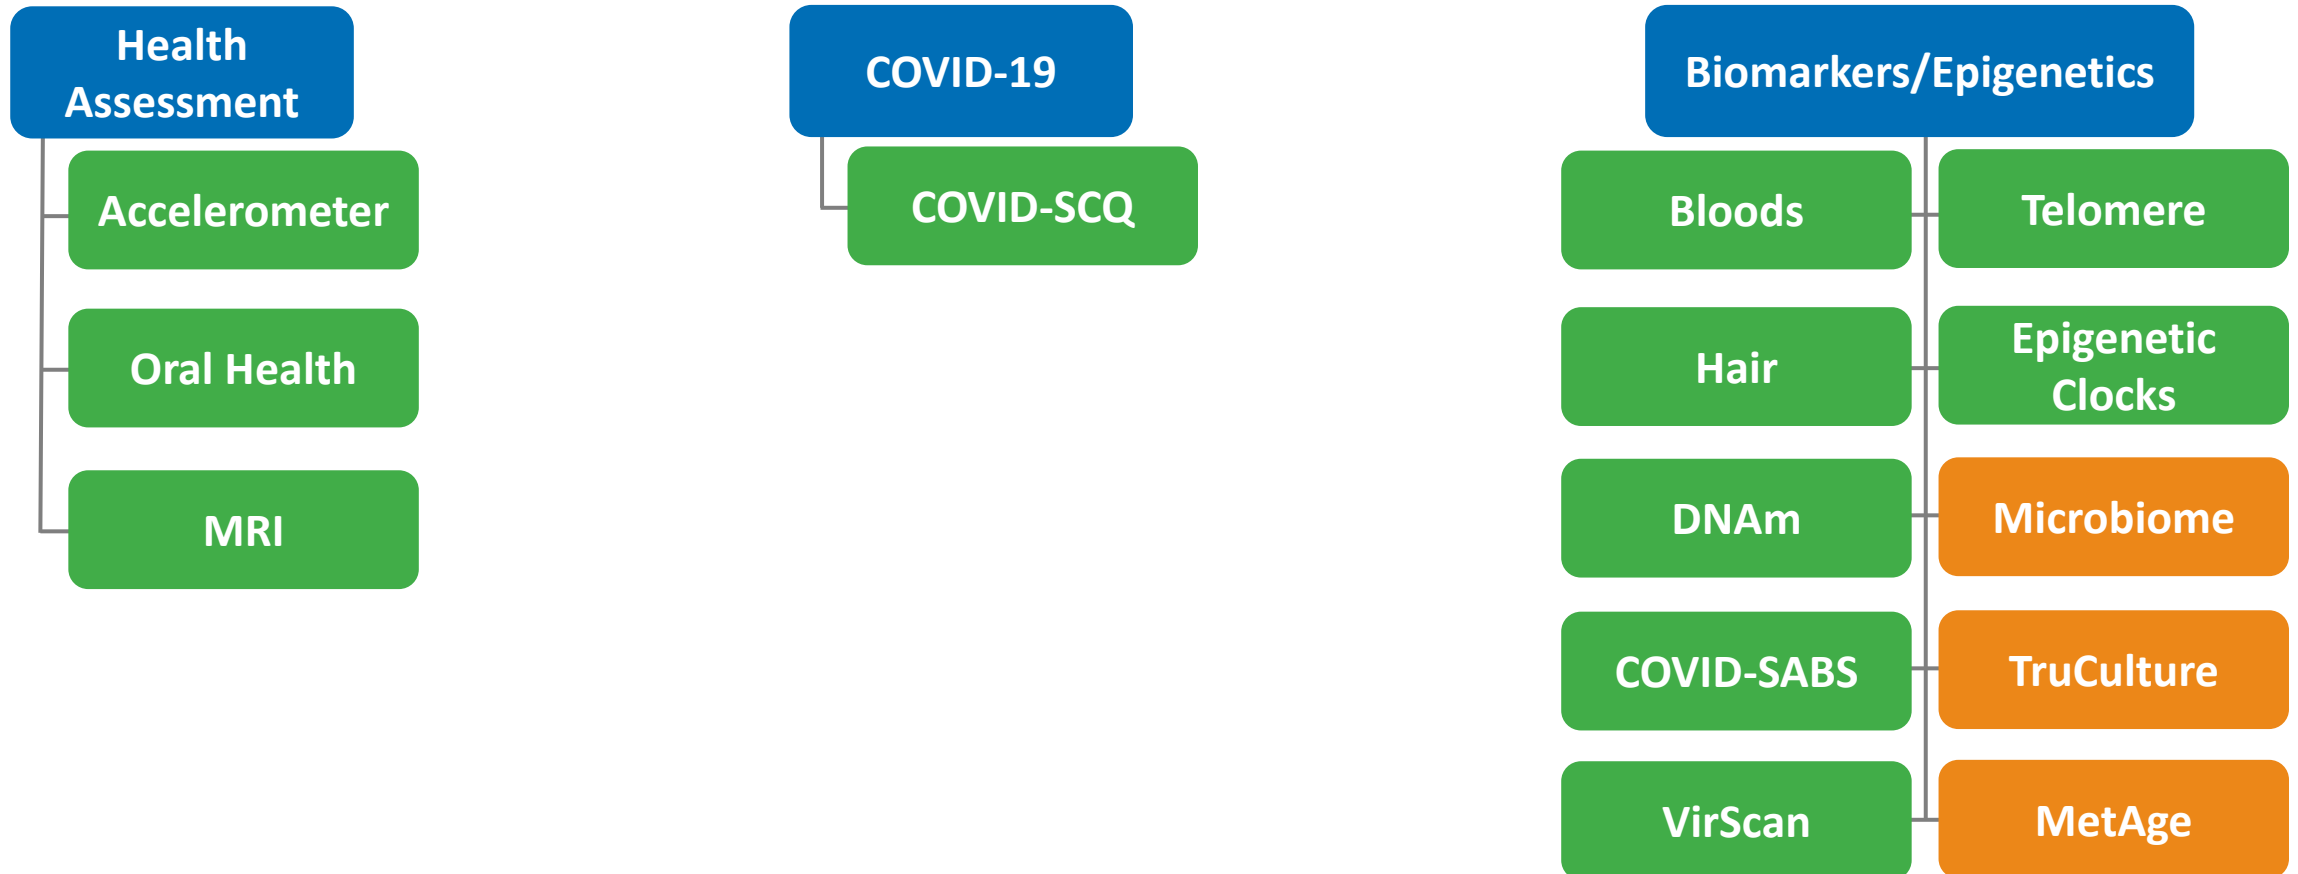 Health
Assessment
Accelerometer
Oral Health
MRI
COVID-19
COVID-SCQ
Biomarkers/Epigenetics
Bloods
Telomere
Hair
Epigenetic
Clocks
DNAm
Microbiome
COVID-SABS
TruCulture
VirScan
MetAge